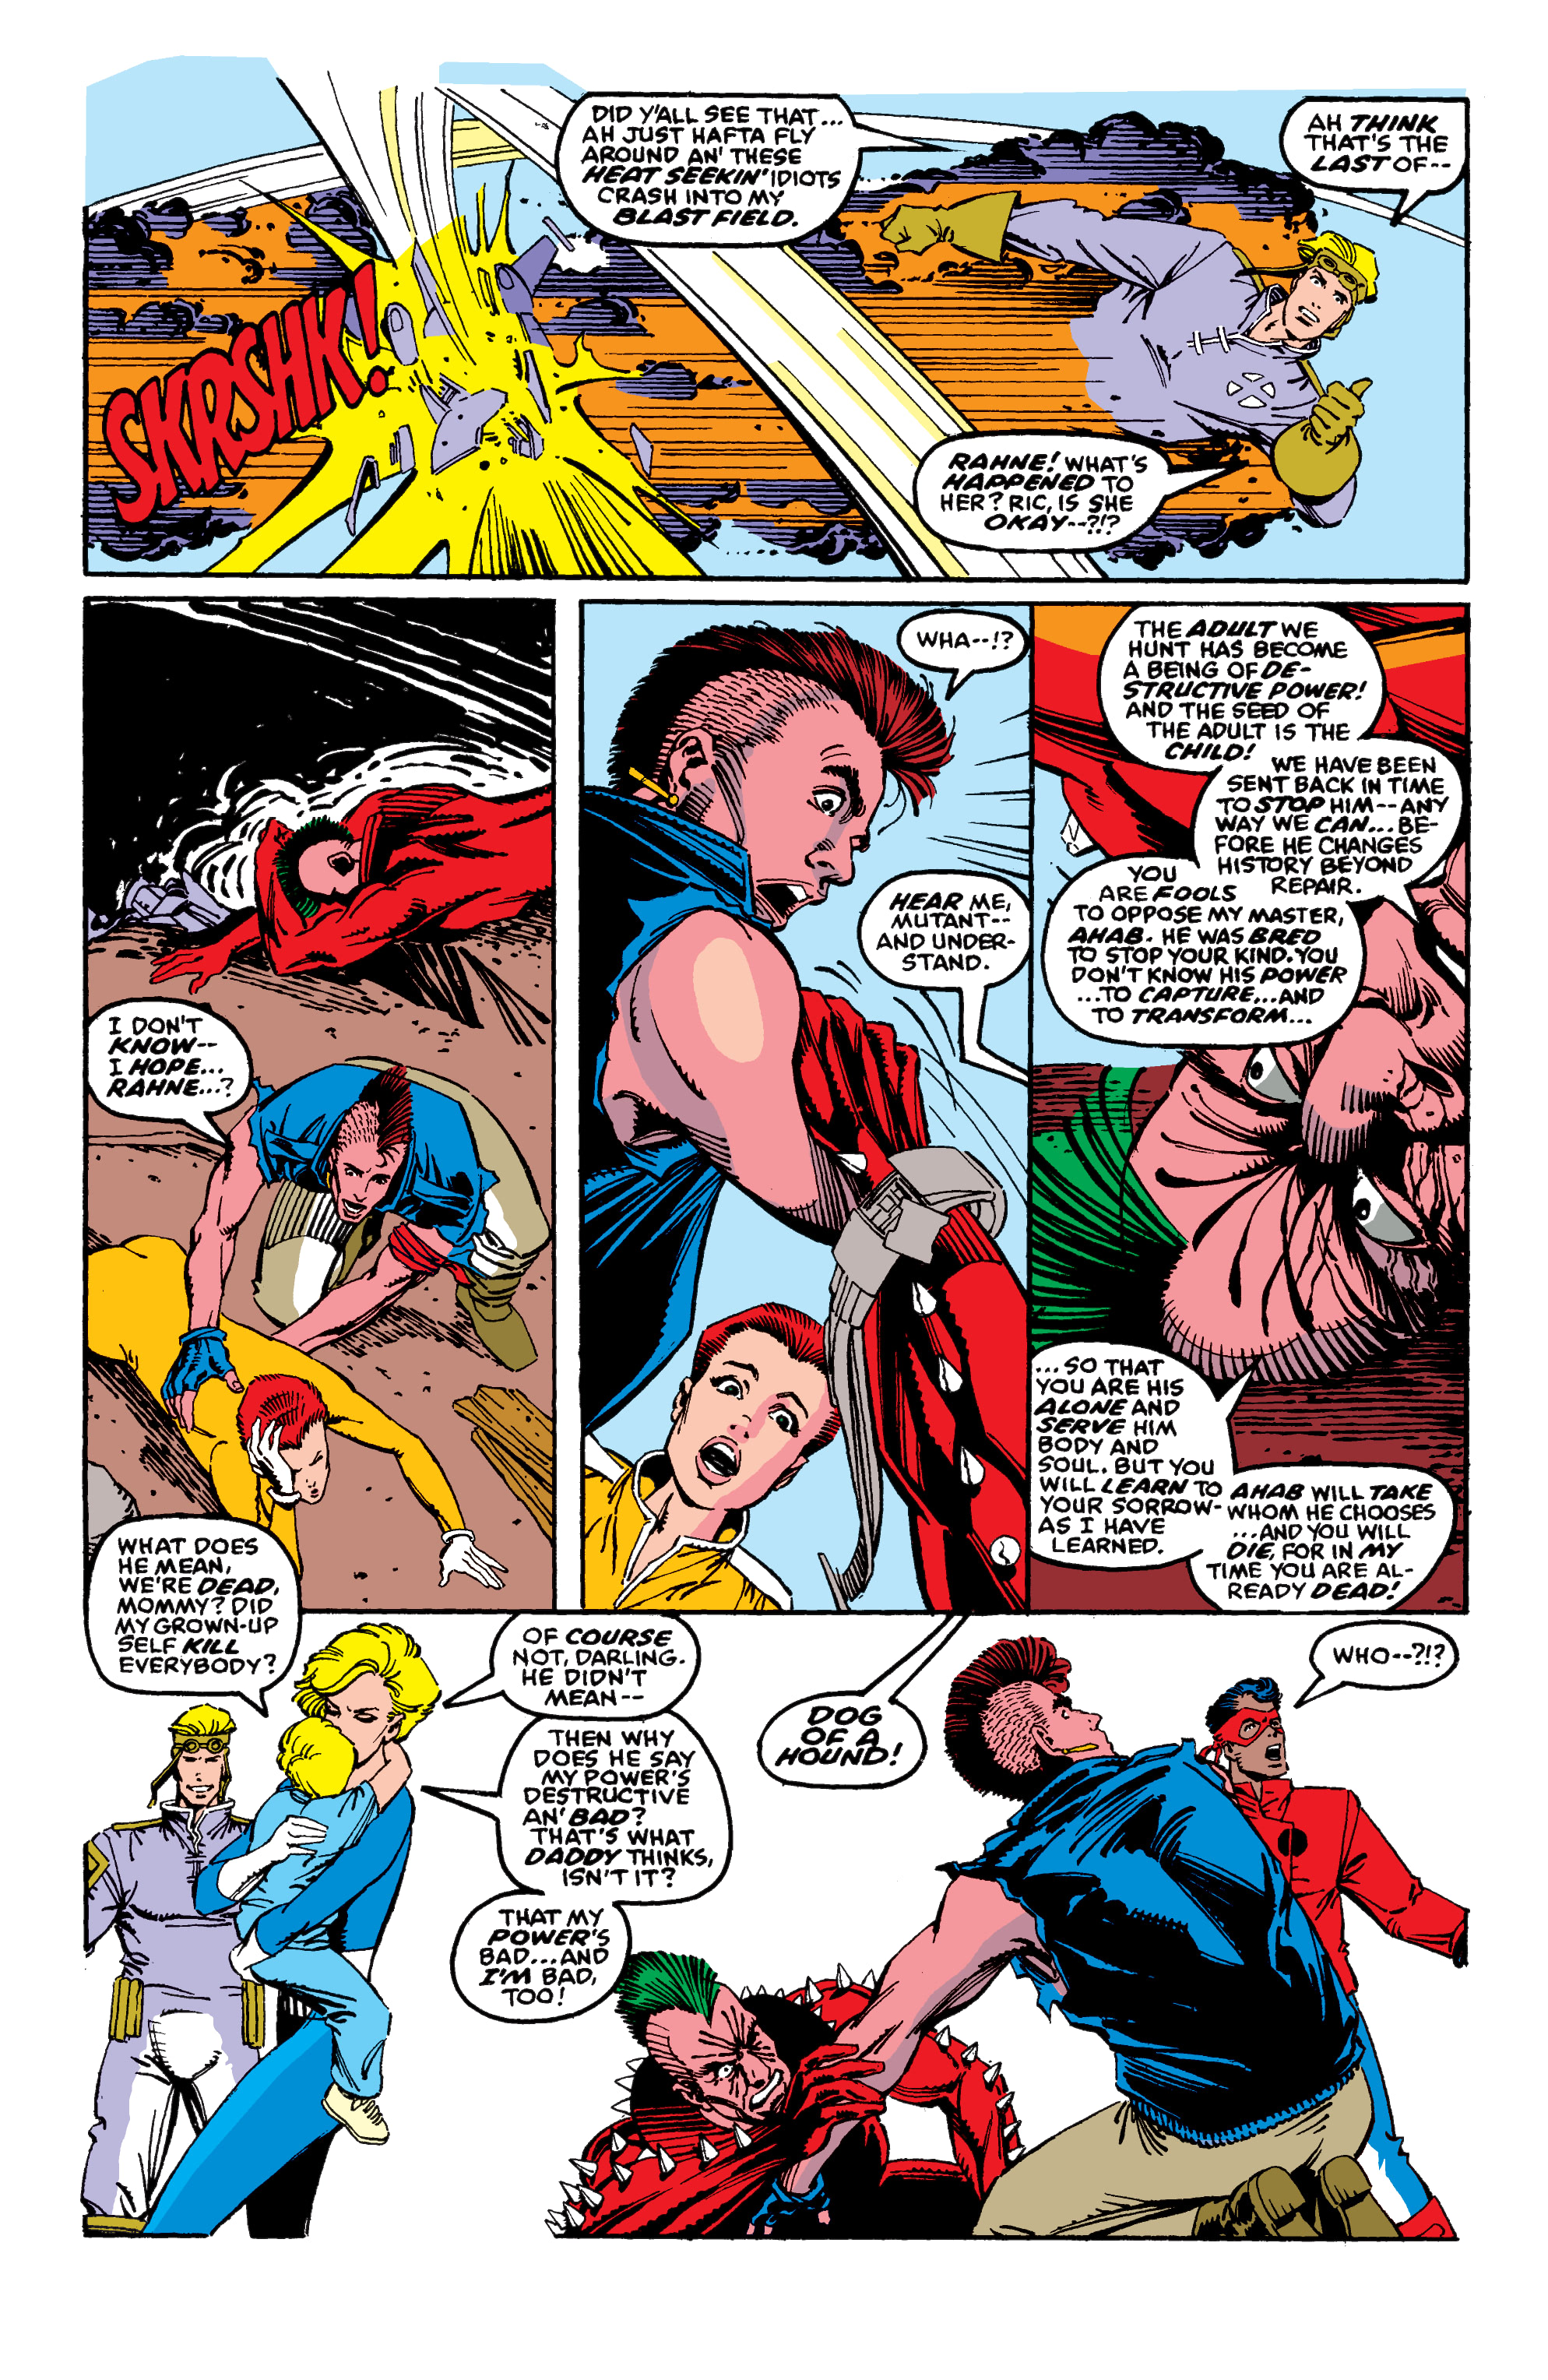 DID Y'ALL SEE THAT...
AH JUST HAFTA FLY
AROUND AN' THESE
HEAT SEEKIN' IDIOTS
CRASH INTO MY
BLAST FIELD.
AH THINK
THAT'S THE
LAST OF--
SKRSHK!
RAHNE! WHAT'S
HAPPENED TO
HER? RIC, IS SHE
OKAY--?!?
I DON'T
KNOW--
I HOPE...
RAHNE...?
WHA--!?
HEAR ME,
MUTANT--
AND UNDER-
STAND.
THE ADULT WE
HUNT HAS BECOME
A BEING OF DE-
STRUCTIVE POWER!
AND THE SEED OF
THE ADULT IS THE
CHILD!
WE HAVE BEEN
SENT BACK IN TIME
TO STOP HIM--ANY
WAY WE CAN... BE-
FORE HE CHANGES
HISTORY BEYOND
REPAIR.
YOU
ARE FOOLS
TO OPPOSE MY MASTER,
AHAB. HE WAS BRED
TO STOP YOUR KIND. YOU
DON'T KNOW HIS POWER
...TO CAPTURE...AND
TO TRANSFORM...
...SO THAT
YOU ARE HIS
ALONE AND
SERVE HIM
BODY AND
SOUL. BUT YOU
WILL LEARN TO
YOUR SORROW-
AS I HAVE
LEARNED.
AHAB WILL TAKE
WHOM HE CHOOSES
...AND YOU WILL
DIE, FOR IN MY
TIME YOU ARE AL-
READY DEAD!
WHAT DOES
HE MEAN,
WE'RE DEAD,
MOMMY? DID
MY GROWN-UP
SELF KILL
EVERYBODY?
OF COURSE
NOT, DARLING.
HE DIDN'T
MEAN--
THEN WHY
DOES HE SAY
MY POWER'S
DESTRUCTIVE
AN' BAD?
THAT'S WHAT
DADDY THINKS,
ISN'T IT?
THAT MY
POWER'S
BAD...AND
I'M BAD,
TOO!
DOG
OF A
HOUND!
WHO--?!?